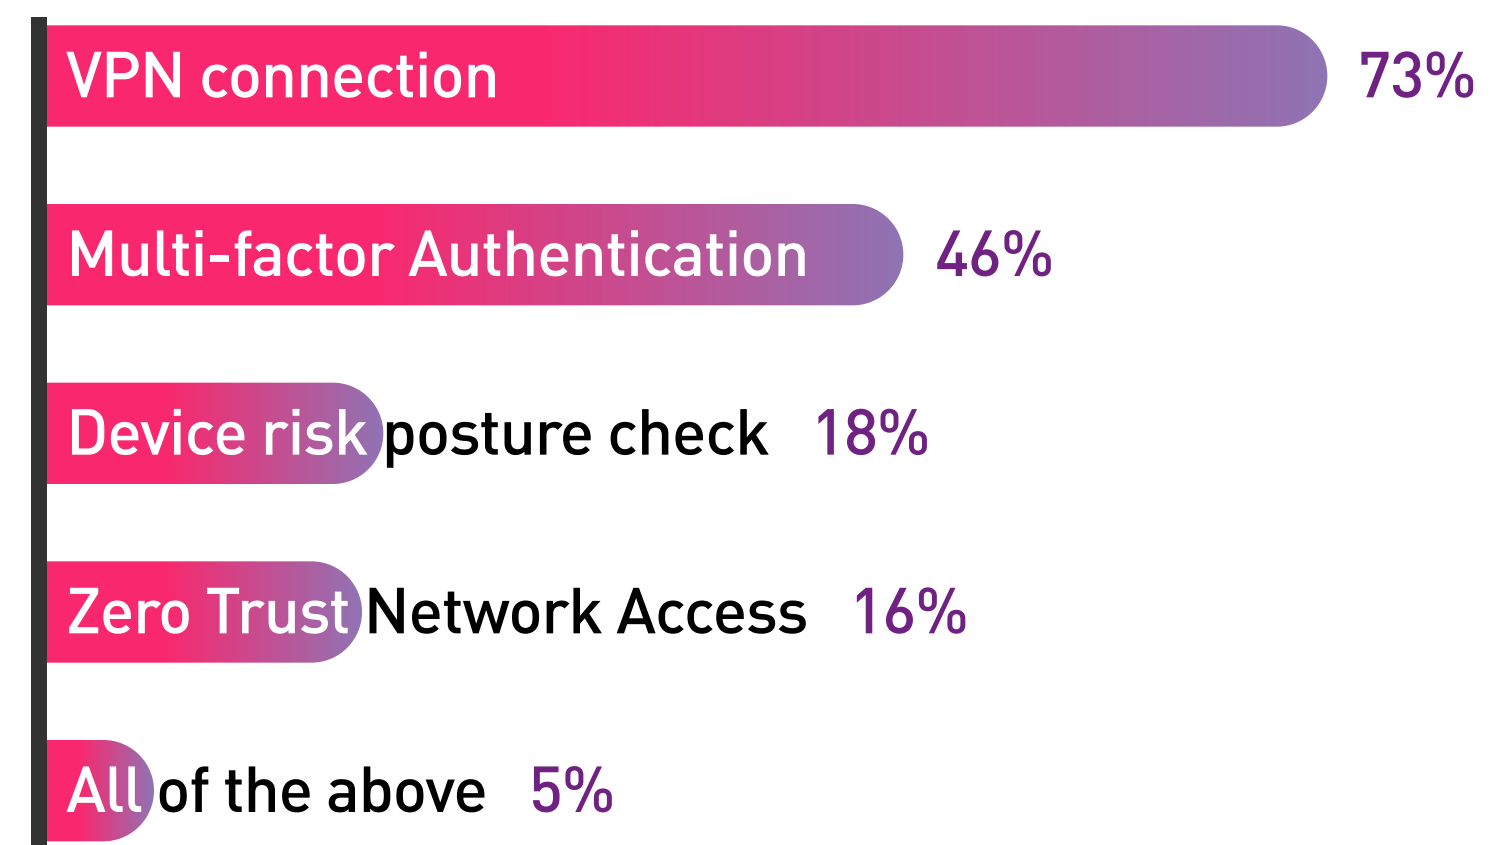 VPN connection 73%
Multi-factor Authentication 46%
Device risk posture check 18%
Zero Trust Network Access 16%
All of the above 5%